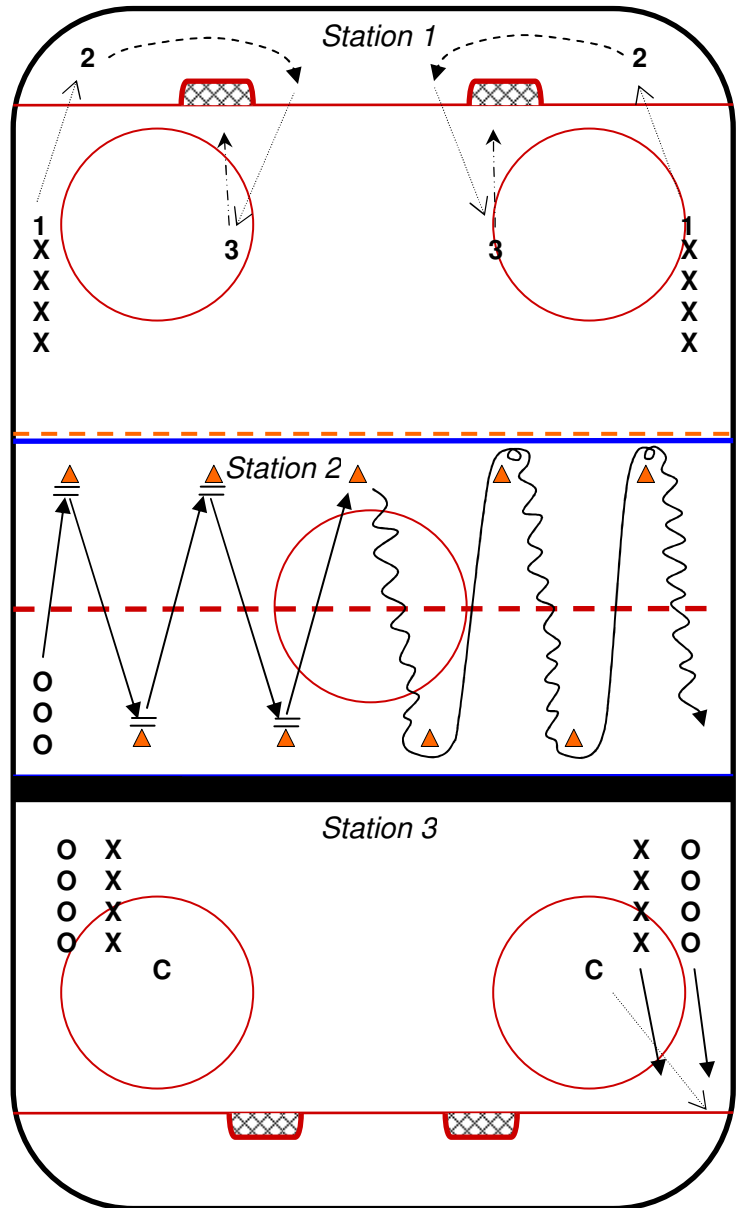 Station 1
2 2
1 1
X 3 3 X
X X
X X
X X
Station 2
O
O
O
Station 3
O X X O
O X X O
O X X O
O X X O
C C